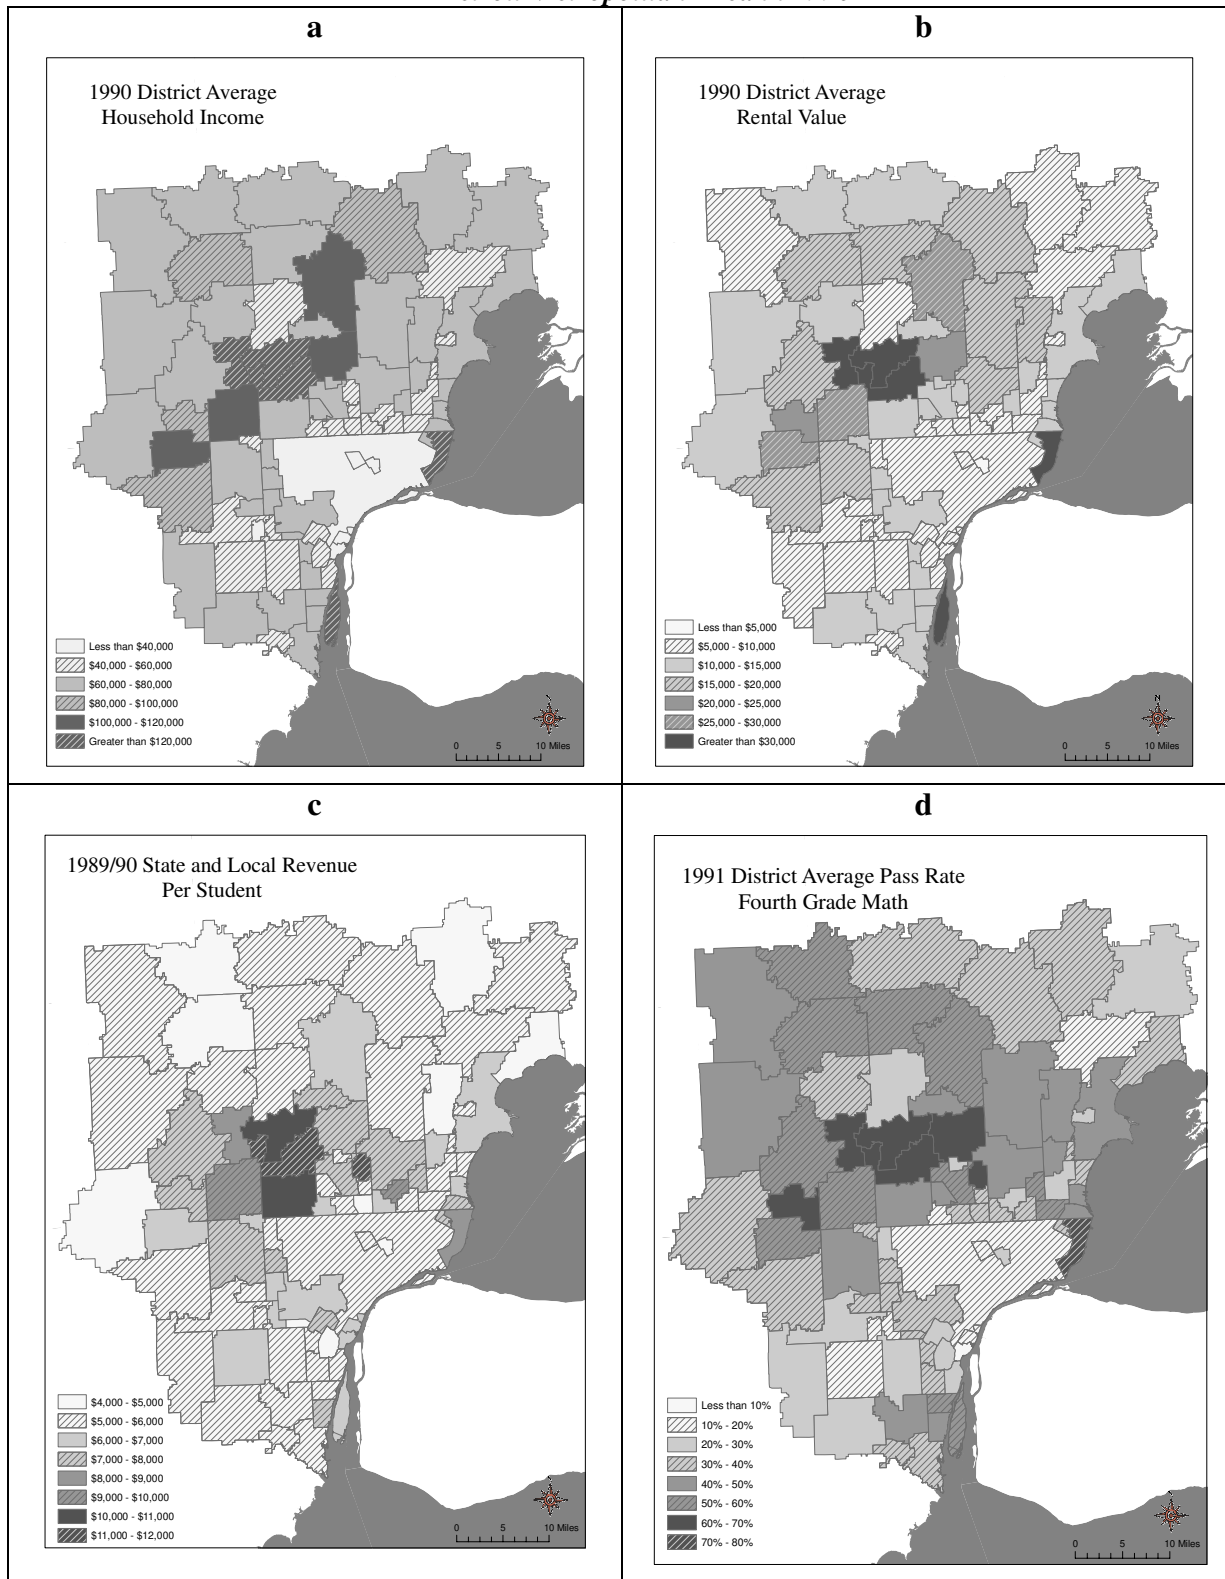 a
1990 District Average
Household Income
Less than $40,000
$40,000 - $60,000
$60,000 - $80,000
$80,000 - $100,000
$100,000 - $120,000
Greater than $120,000
0 5 10 Miles
b
1990 District Average
Rental Value
Less than $5,000
$5,000 - $10,000
$10,000 - $15,000
$15,000 - $20,000
$20,000 - $25,000
$25,000 - $30,000
Greater than $30,000
N
0 5 10 Miles
c
1989/90 State and Local Revenue
Per Student
$4,000 - $5,000
$5,000 - $6,000
$6,000 - $7,000
$7,000 - $8,000
$8,000 - $9,000
$9,000 - $10,000
$10,000 - $11,000
$11,000 - $12,000
0 5 10 Miles
d
1991 District Average Pass Rate
Fourth Grade Math
Less than 10%
10% - 20%
20% - 30%
30% - 40%
40% - 50%
50% - 60%
60% - 70%
70% - 80%
0 5 10 Miles